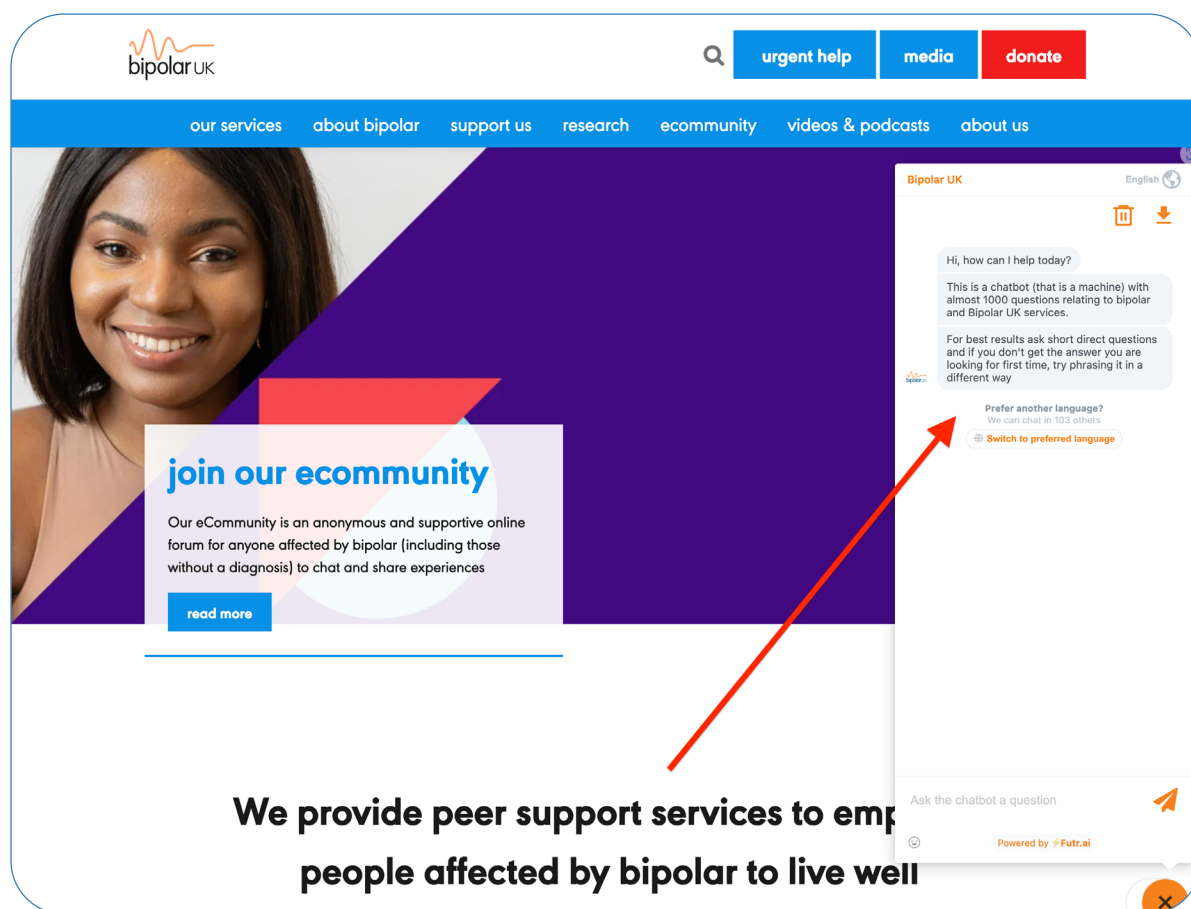 bipolar UK
urgent help
media
donate
our services
about bipolar
support us
research
ecommunity
videos & podcasts
about us
join our ecommunity
Our eCommunity is an anonymous and supportive online
forum for anyone affected by bipolar (including those
without a diagnosis) to chat and share experiences
read more
We provide peer support services to emp
people affected by bipolar to live well
Bipolar UK
English
Hi, how can I help today?
This is a chatbot (that is a machine) with
almost 1000 questions relating to bipolar
and Bipolar UK services.
For best results ask short direct questions
and if you don't get the answer you are
looking for first time, try phrasing it in a
different way
bipolar UK
Prefer another language?
We can chat in 103 others
Switch to preferred language
Ask the chatbot a question
Powered by ⚡Futr.ai